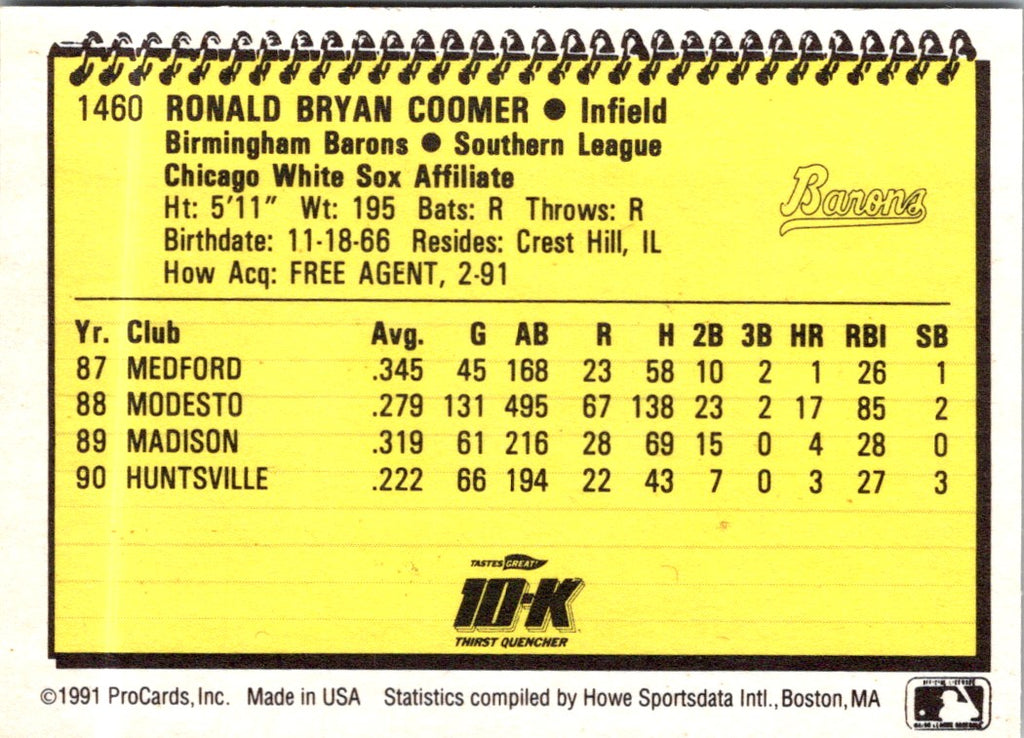 1460 RONALD BRYAN COOMER ● Infield
Birmingham Barons ● Southern League
Chicago White Sox Affiliate
Barons
Ht: 5'11" Wt: 195 Bats: R Throws: R
Birthdate: 11-18-66 Resides: Crest Hill, IL
How Acq: FREE AGENT, 2-91
Yr. Club Avg. G AB R H 2B 3B HR RBI SB
87 MEDFORD .345 45 168 23 58 10 2 1 26 1
88 MODESTO .279 131 495 67 138 23 2 17 85 2
89 MADISON .319 61 216 28 69 15 0 4 28 0
90 HUNTSVILLE .222 66 194 22 43 7 0 3 27 3
TASTES GREAT!
10-K
THIRST QUENCHER
©1991 ProCards, Inc. Made in USA Statistics compiled by Howe Sportsdata Intl., Boston, MA